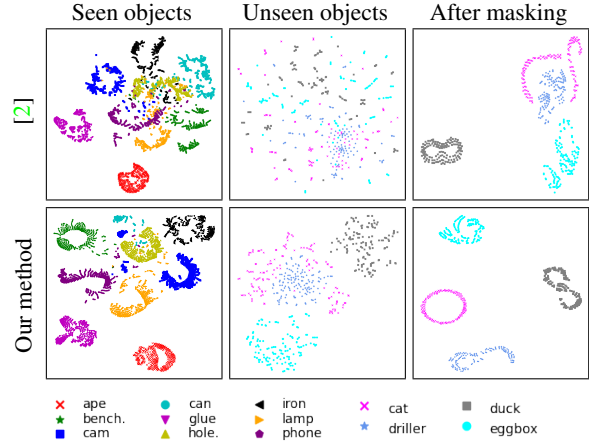 Seen objects Unseen objects After masking
[2]
Our method
ape can iron cat duck
bench. glue lamp driller eggbox
cam hole. phone